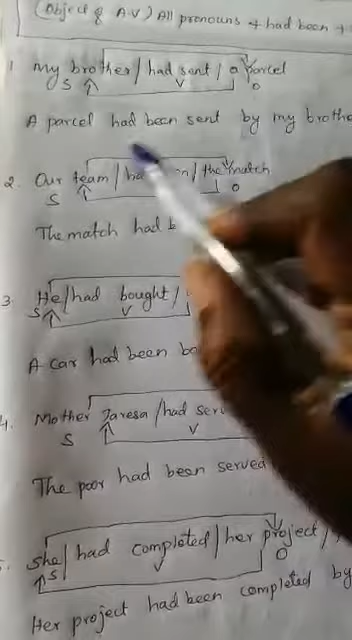 (Object of A.V) All pronouns + had been +
1 My brother / had sent / a parcel
S V O
A parcel had been sent by my
2. Our team / / the match
S O
The match had
3. He / had bought /
S V
A car had been
4. Mother Taresa / had
S V
The poor had been served
5. She / had completed / her project /
S V O
Her project had been completed by